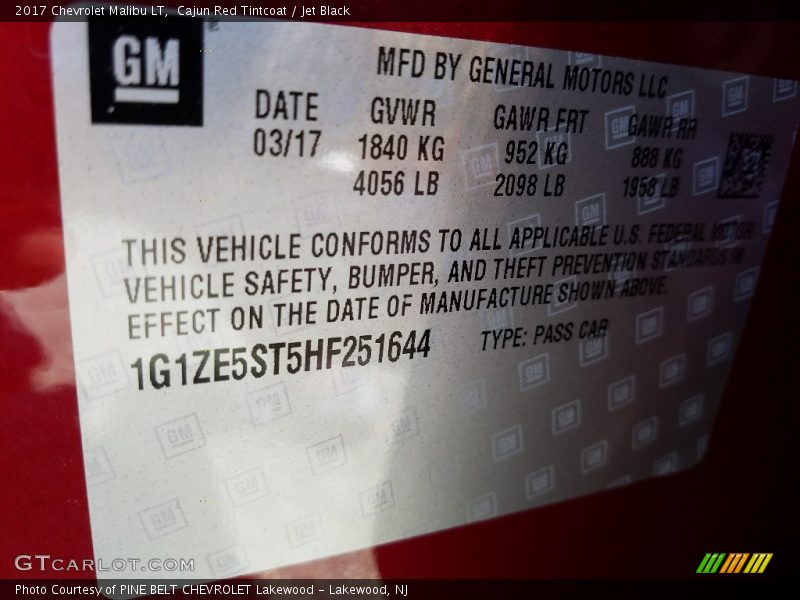 2017 Chevrolet Malibu LT, Cajun Red Tintcoat / Jet Black
GM
MFD BY GENERAL MOTORS LLC
DATE GVWR GAWR FRT GAWR RR
03/17 1840 KG 952 KG 888 KG
4056 LB 2098 LB 1958 LB
THIS VEHICLE CONFORMS TO ALL APPLICABLE U.S. FEDERAL MOTOR
VEHICLE SAFETY, BUMPER, AND THEFT PREVENTION STANDARDS IN
EFFECT ON THE DATE OF MANUFACTURE SHOWN ABOVE.
1G1ZE5ST5HF251644 TYPE: PASS CAR
GTCARLOT.COM
Photo Courtesy of PINE BELT CHEVROLET Lakewood - Lakewood, NJ